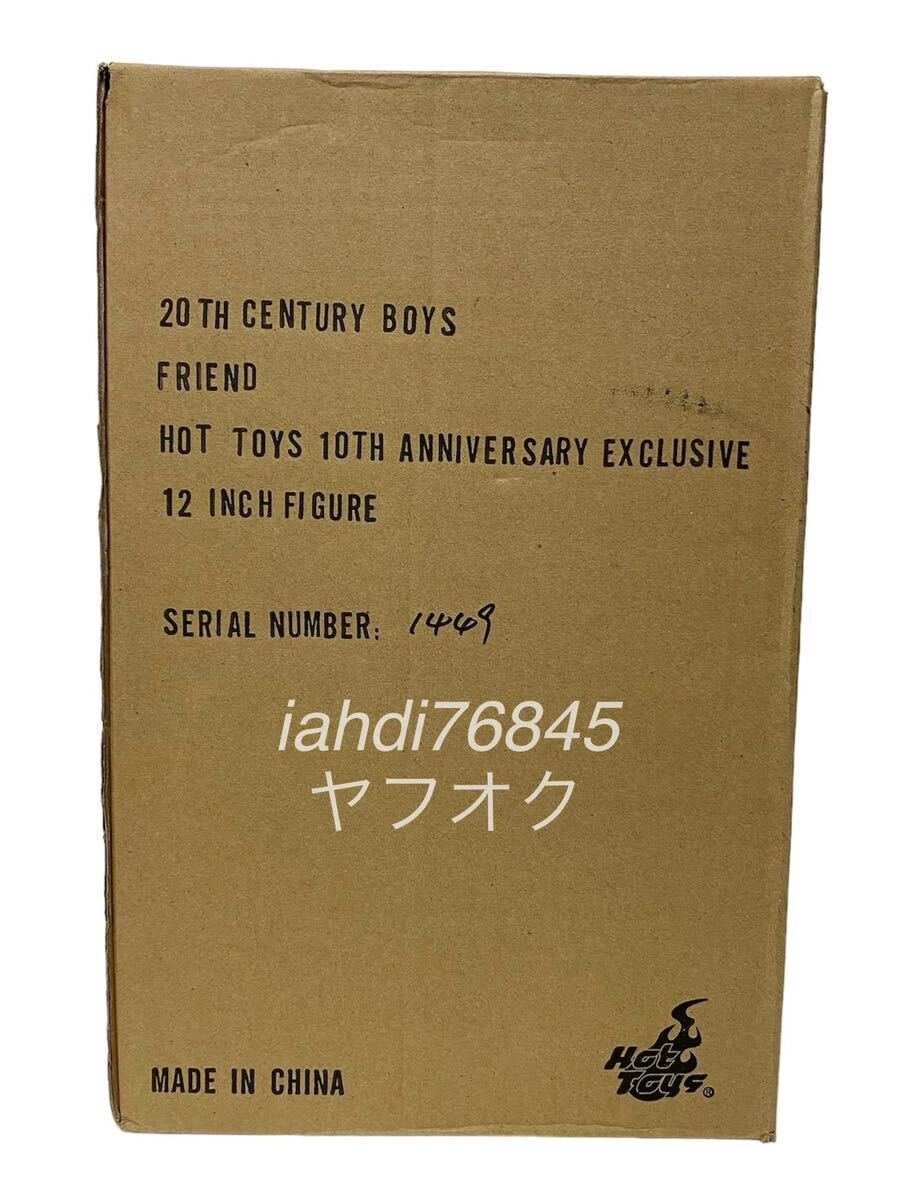 20TH CENTURY BOYS
FRIEND
HOT TOYS 10TH ANNIVERSARY EXCLUSIVE
12 INCH FIGURE
SERIAL NUMBER: 1449
iahdi76845
ヤフオク
Hot
Toys®
MADE IN CHINA